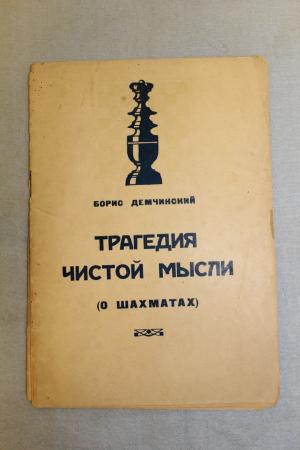 БОРИС ДЕМЧИНСКИЙ
ТРАГЕДИЯ
ЧИСТОЙ МЫСЛИ
(О ШАХМАТАХ)